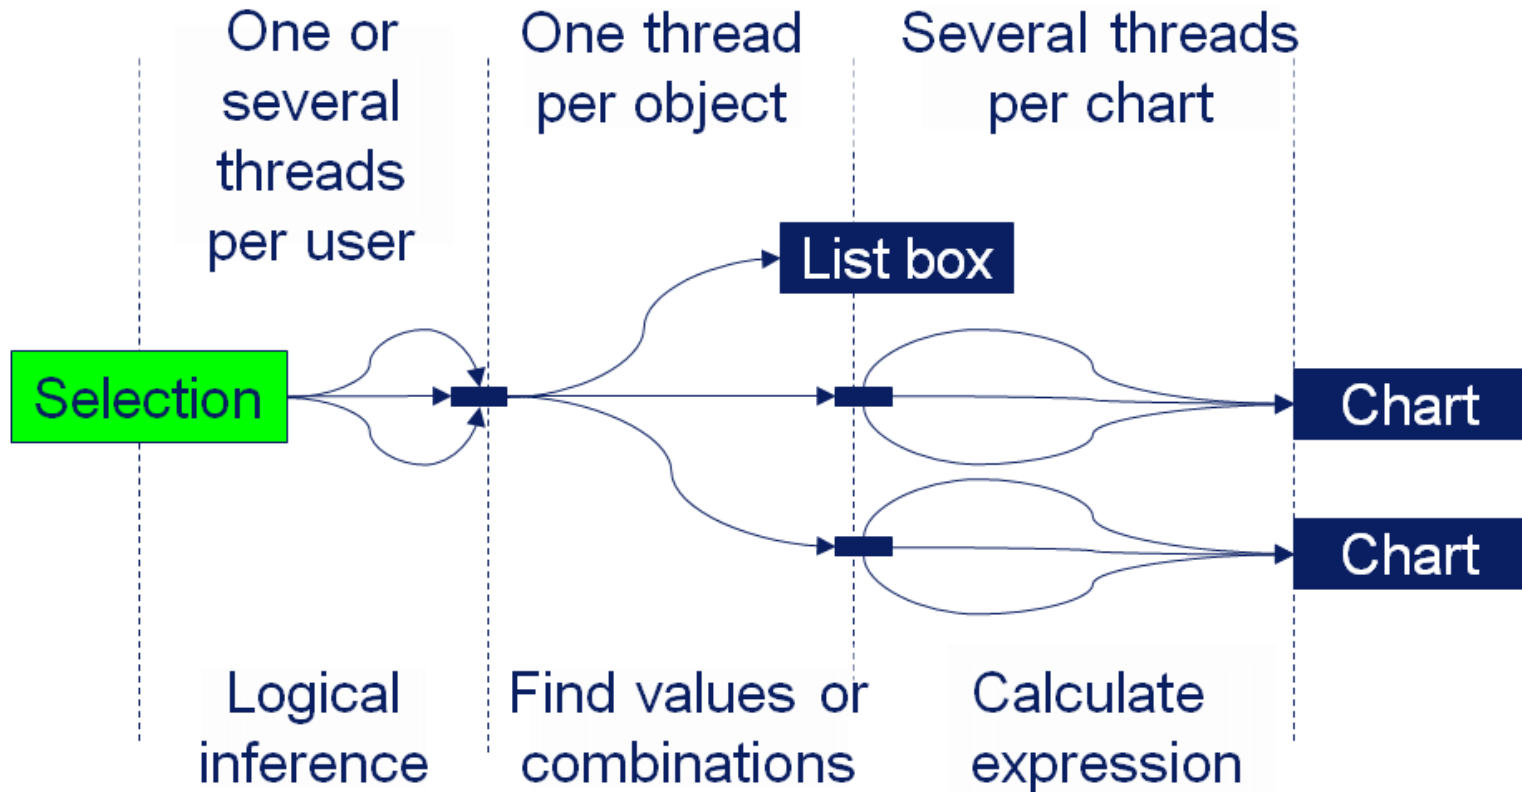 One or
several
threads
per user
One thread
per object
Several threads
per chart
List box
Selection
Chart
Chart
Logical
inference
Find values or
combinations
Calculate
expression